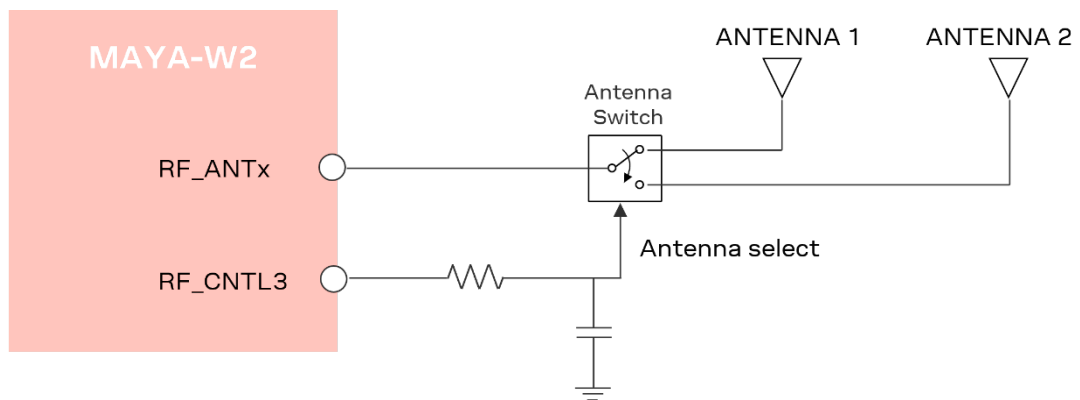 MAYA-W2
ANTENNA 1
ANTENNA 2
Antenna
Switch
RF_ANTx
Antenna select
RF_CNTL3